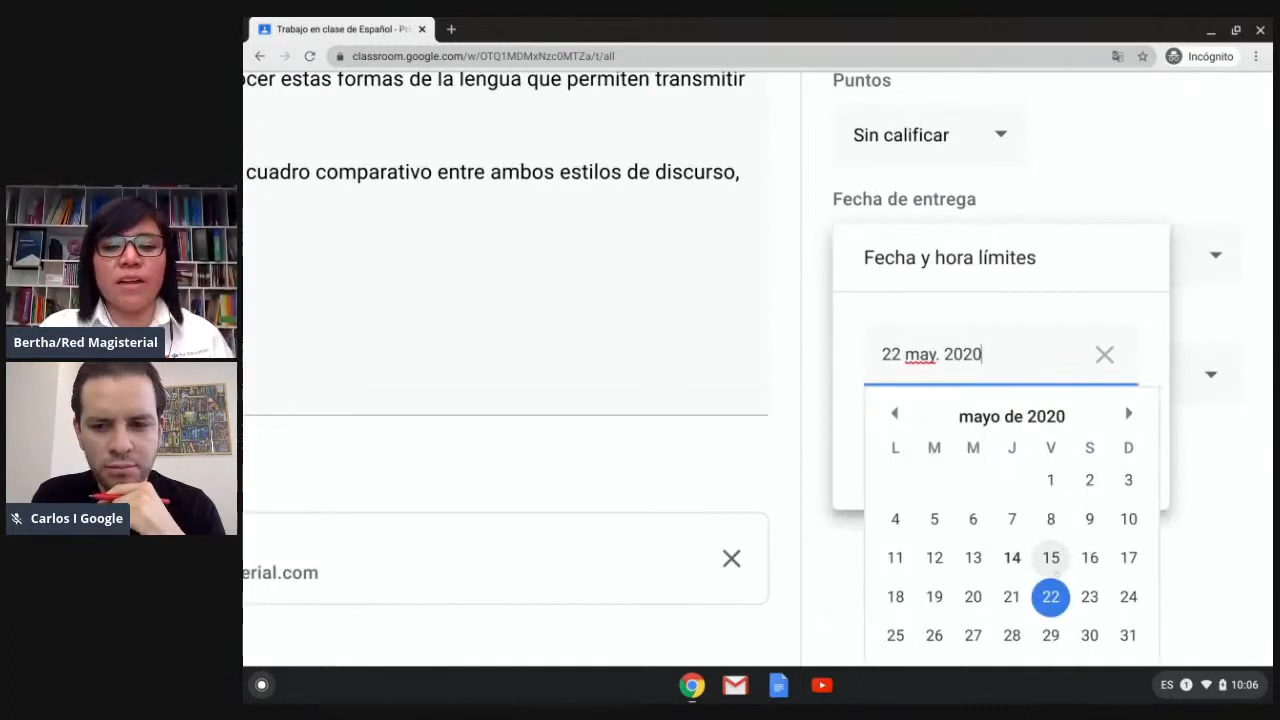 Trabajo en clase de Español - Pri
classroom.google.com/w/OTQ1MDMxNzc0MTZa/t/all
Incógnito
ocer estas formas de la lengua que permiten transmitir
cuadro comparativo entre ambos estilos de discurso,
erial.com
Puntos
Sin calificar
Fecha de entrega
Fecha y hora límites
22 may. 2020
mayo de 2020
L M M J V S D
1 2 3
4 5 6 7 8 9 10
11 12 13 14 15 16 17
18 19 20 21 22 23 24
25 26 27 28 29 30 31
Bertha/Red Magisterial
Carlos I Google
ES 1 10:06